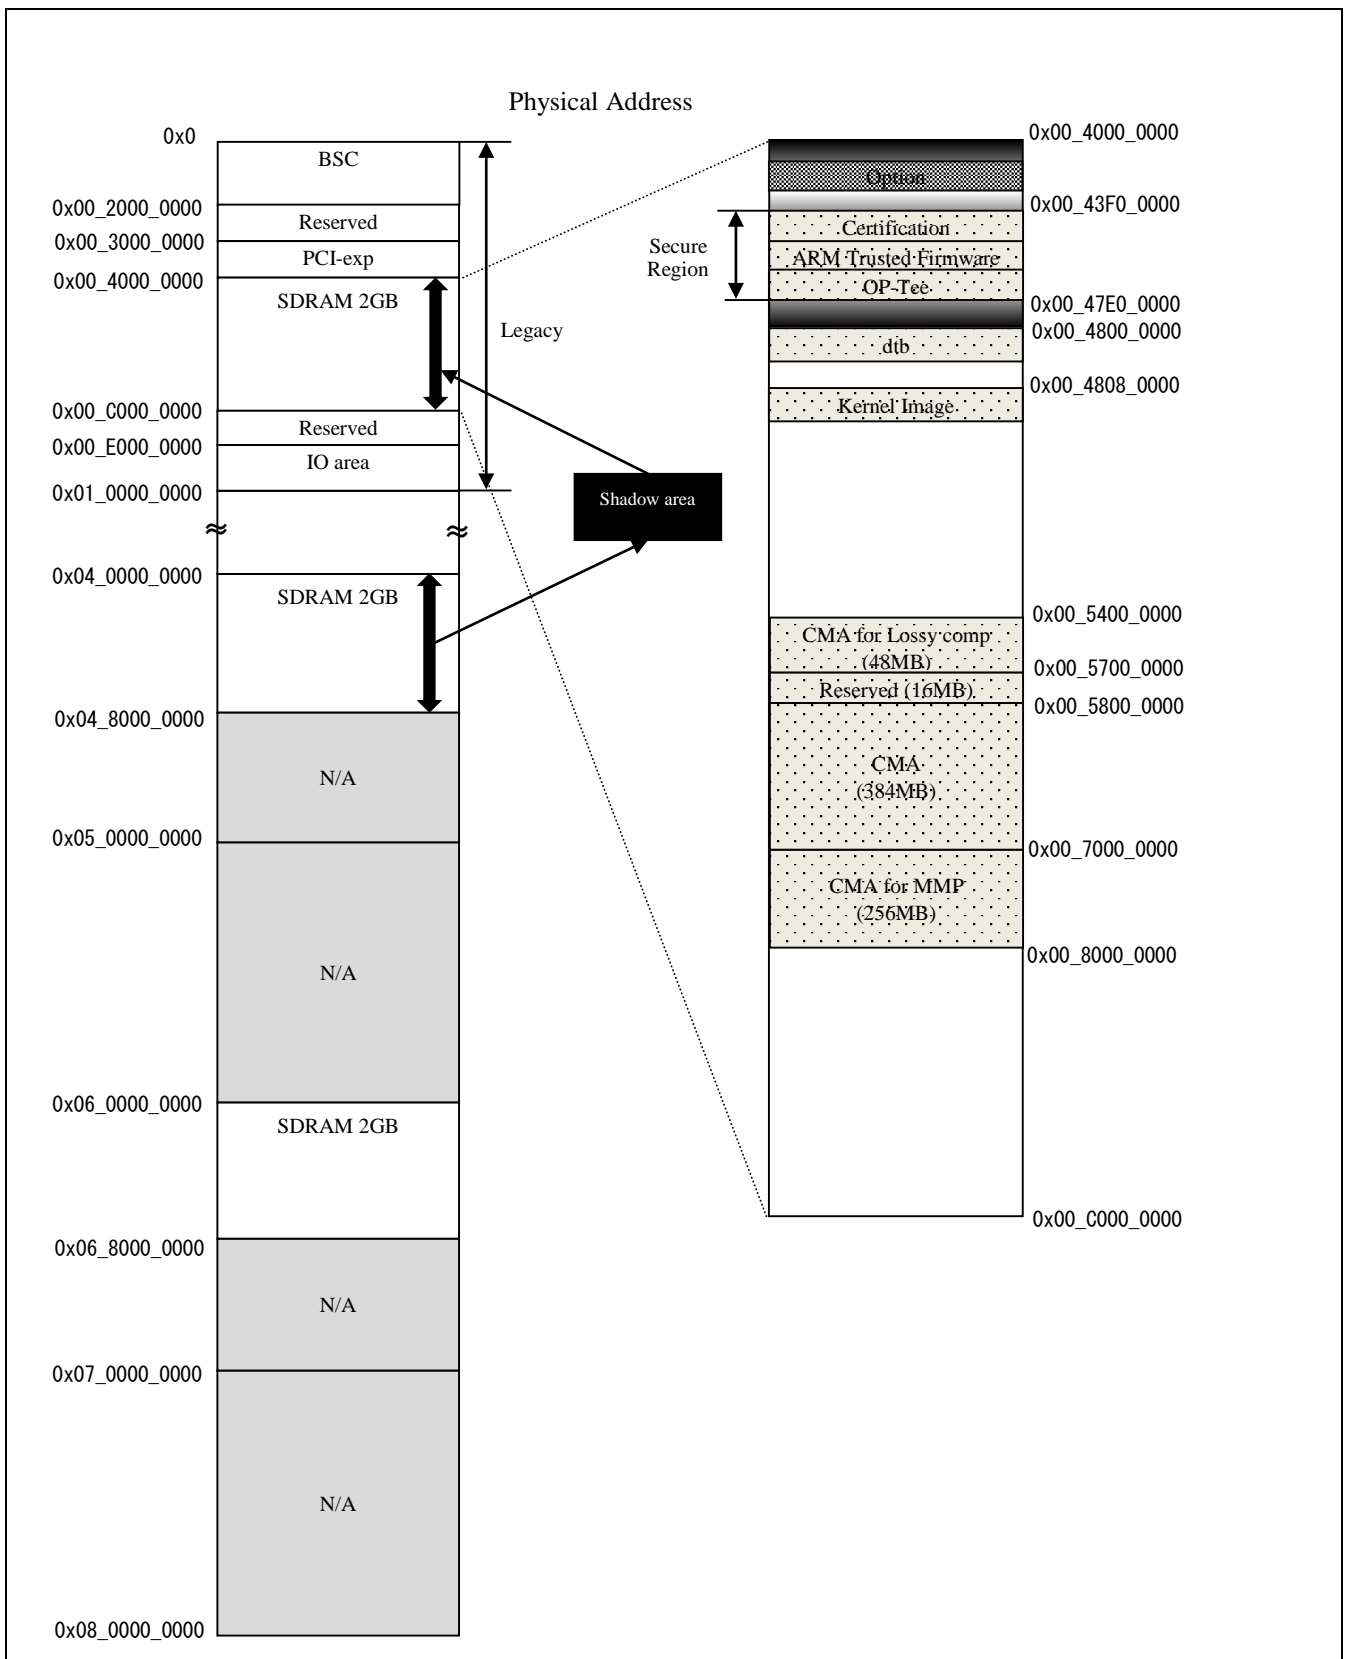 Physical Address
0x0
BSC
0x00_2000_0000
Reserved
0x00_3000_0000
PCI-exp
0x00_4000_0000
SDRAM 2GB
Legacy
0x00_C000_0000
Reserved
0x00_E000_0000
IO area
0x01_0000_0000
Shadow area
0x04_0000_0000
SDRAM 2GB
0x04_8000_0000
N/A
0x05_0000_0000
N/A
0x06_0000_0000
SDRAM 2GB
0x06_8000_0000
N/A
0x07_0000_0000
N/A
0x08_0000_0000
0x00_4000_0000
Option
0x00_43F0_0000
Secure
Region
Certification
ARM Trusted Firmware
OP-Tee
0x00_47E0_0000
0x00_4800_0000
dtb
0x00_4808_0000
Kernel Image
0x00_5400_0000
CMA for Lossy comp
(48MB)
0x00_5700_0000
Reserved (16MB)
0x00_5800_0000
CMA
(384MB)
0x00_7000_0000
CMA for MMP
(256MB)
0x00_8000_0000
0x00_C000_0000